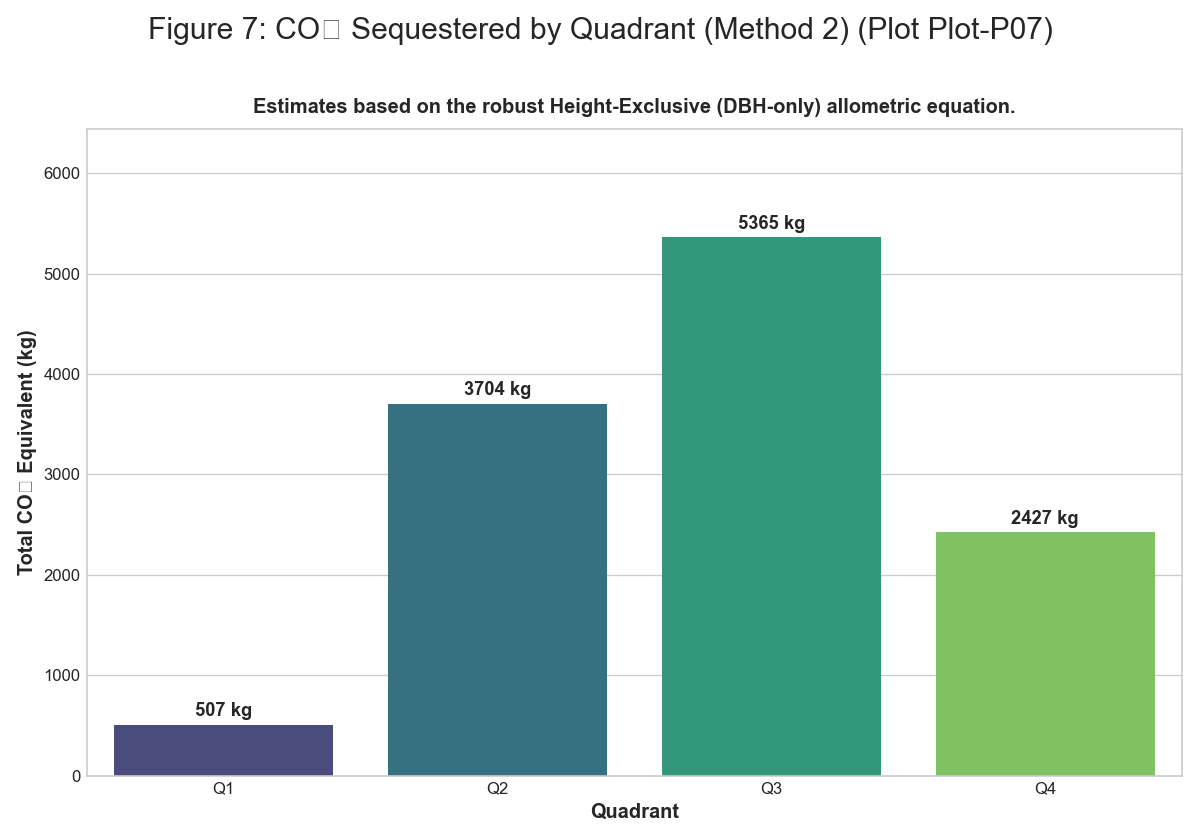 Figure 7: CO□ Sequestered by Quadrant (Method 2) (Plot Plot-P07)
Estimates based on the robust Height-Exclusive (DBH-only) allometric equation.
Total CO□ Equivalent (kg)
6000
5000
4000
3000
2000
1000
0
507 kg
3704 kg
5365 kg
2427 kg
Q1
Q2
Q3
Q4
Quadrant